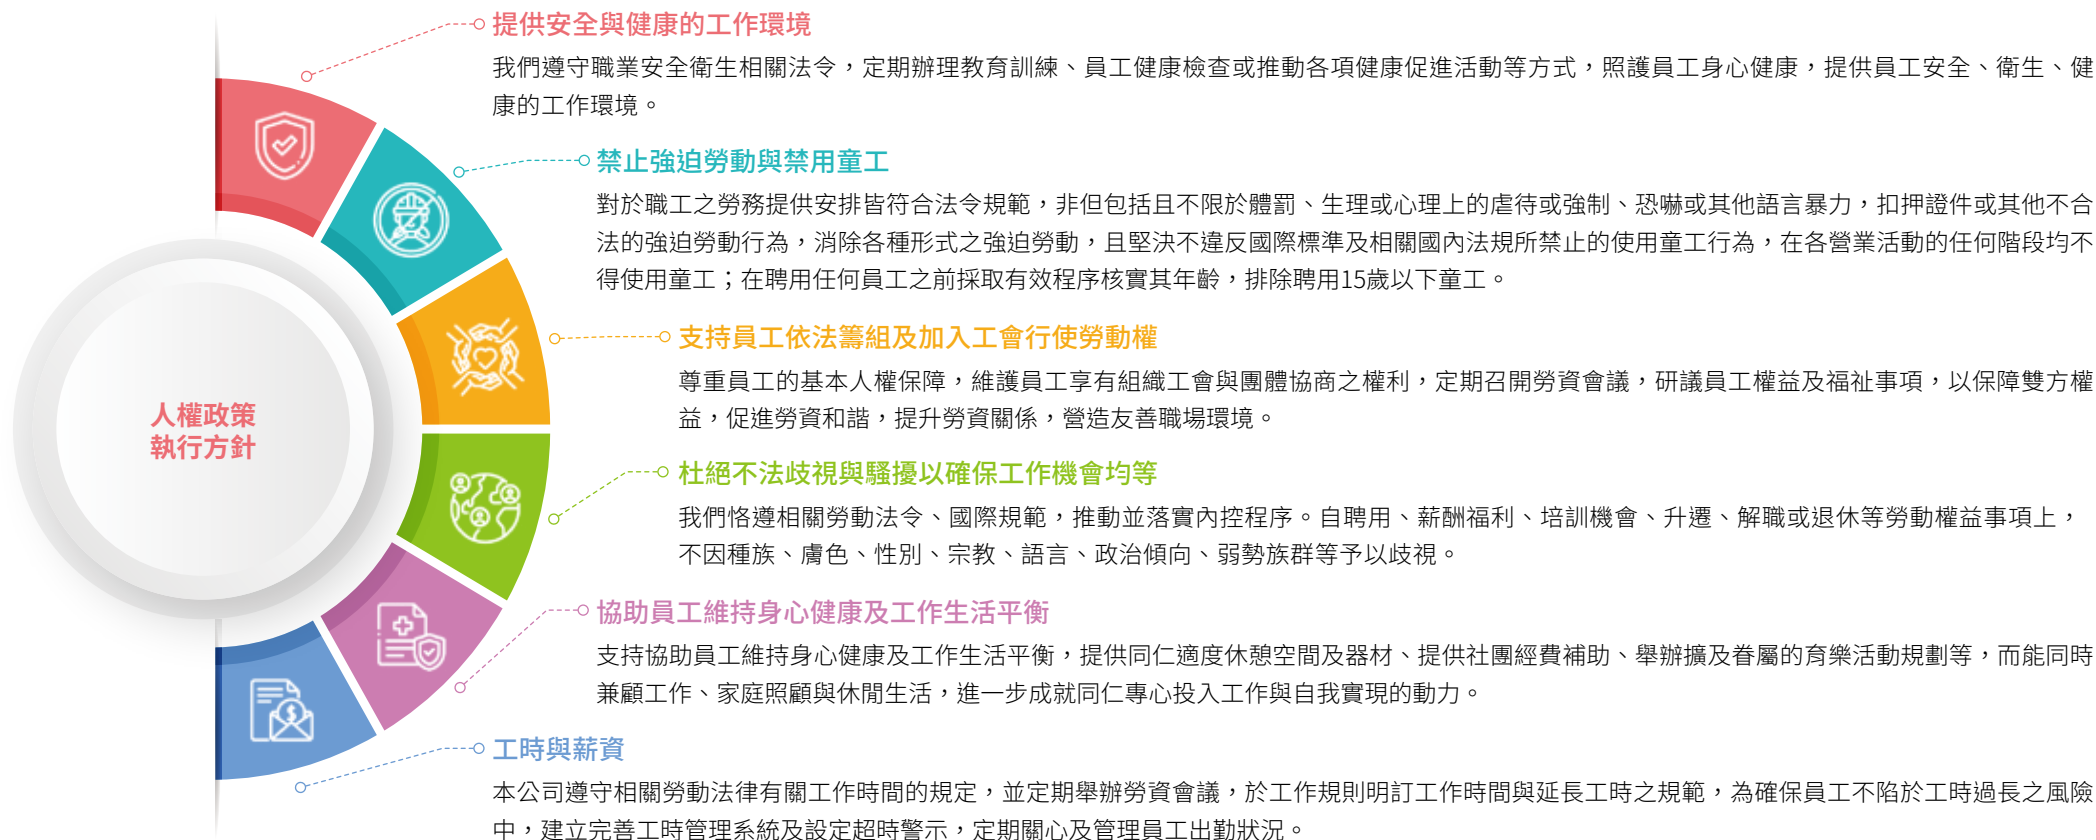 提供安全與健康的工作環境
我們遵守職業安全衛生相關法令，定期辦理教育訓練、員工健康檢查或推動各項健康促進活動等方式，照護員工身心健康，提供員工安全、衛生、健
康的工作環境。
禁止強迫勞動與禁用童工
對於職工之勞務提供安排皆符合法令規範，非但包括且不限於體罰、生理或心理上的虐待或強制、恐嚇或其他語言暴力，扣押證件或其他不合
法的強迫勞動行為，消除各種形式之強迫勞動，且堅決不違反國際標準及相關國內法規所禁止的使用童工行為，在各營業活動的任何階段均不
得使用童工；在聘用任何員工之前採取有效程序核實其年齡，排除聘用15歲以下童工。
支持員工依法籌組及加入工會行使勞動權
尊重員工的基本人權保障，維護員工享有組織工會與團體協商之權利，定期召開勞資會議，研議員工權益及福祉事項，以保障雙方權
益，促進勞資和諧，提升勞資關係，營造友善職場環境。
人權政策
執行方針
杜絕不法歧視與騷擾以確保工作機會均等
我們恪遵相關勞動法令、國際規範，推動並落實內控程序。自聘用、薪酬福利、培訓機會、升遷、解職或退休等勞動權益事項上，
不因種族、膚色、性別、宗教、語言、政治傾向、弱勢族群等予以歧視。
協助員工維持身心健康及工作生活平衡
支持協助員工維持身心健康及工作生活平衡，提供同仁適度休憩空間及器材、提供社團經費補助、舉辦擴及眷屬的育樂活動規劃等，而能同時
兼顧工作、家庭照顧與休閒生活，進一步成就同仁專心投入工作與自我實現的動力。
工時與薪資
本公司遵守相關勞動法律有關工作時間的規定，並定期舉辦勞資會議，於工作規則明訂工作時間與延長工時之規範，為確保員工不陷於工時過長之風險
中，建立完善工時管理系統及設定超時警示，定期關心及管理員工出勤狀況。